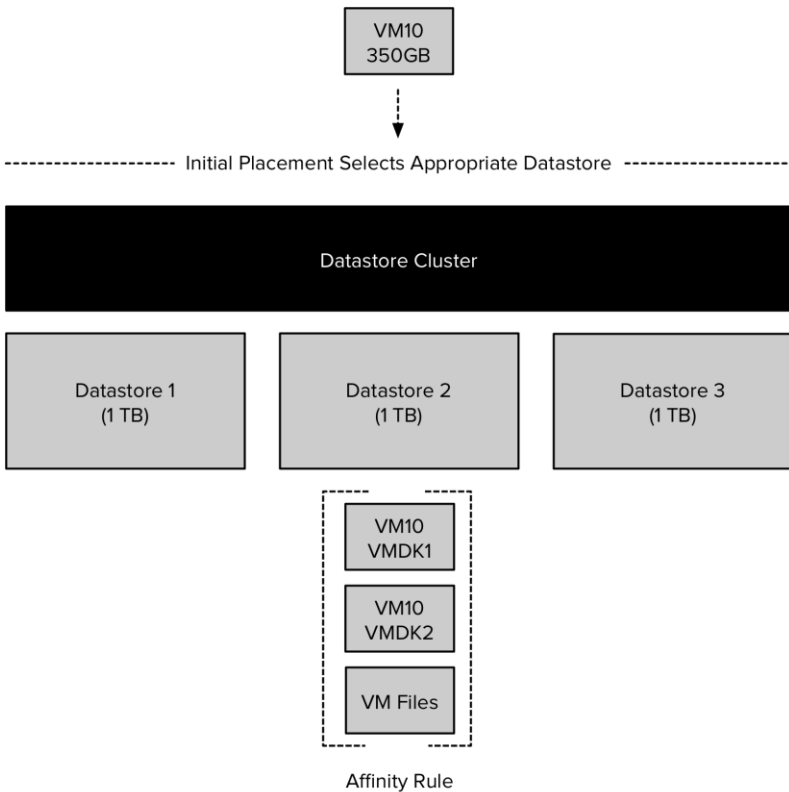 VM10
350GB
Initial Placement Selects Appropriate Datastore
Datastore Cluster
Datastore 1
(1 TB)
Datastore 2
(1 TB)
Datastore 3
(1 TB)
VM10
VMDK1
VM10
VMDK2
VM Files
Affinity Rule